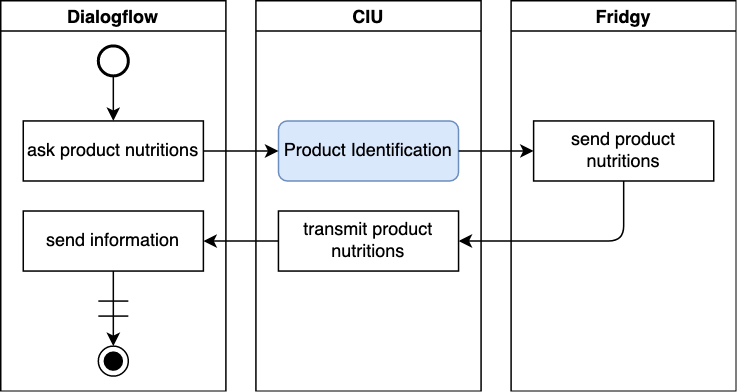 Dialogflow
CIU
Fridgy
ask product nutritions
Product Identification
send product
nutritions
send information
transmit product
nutritions